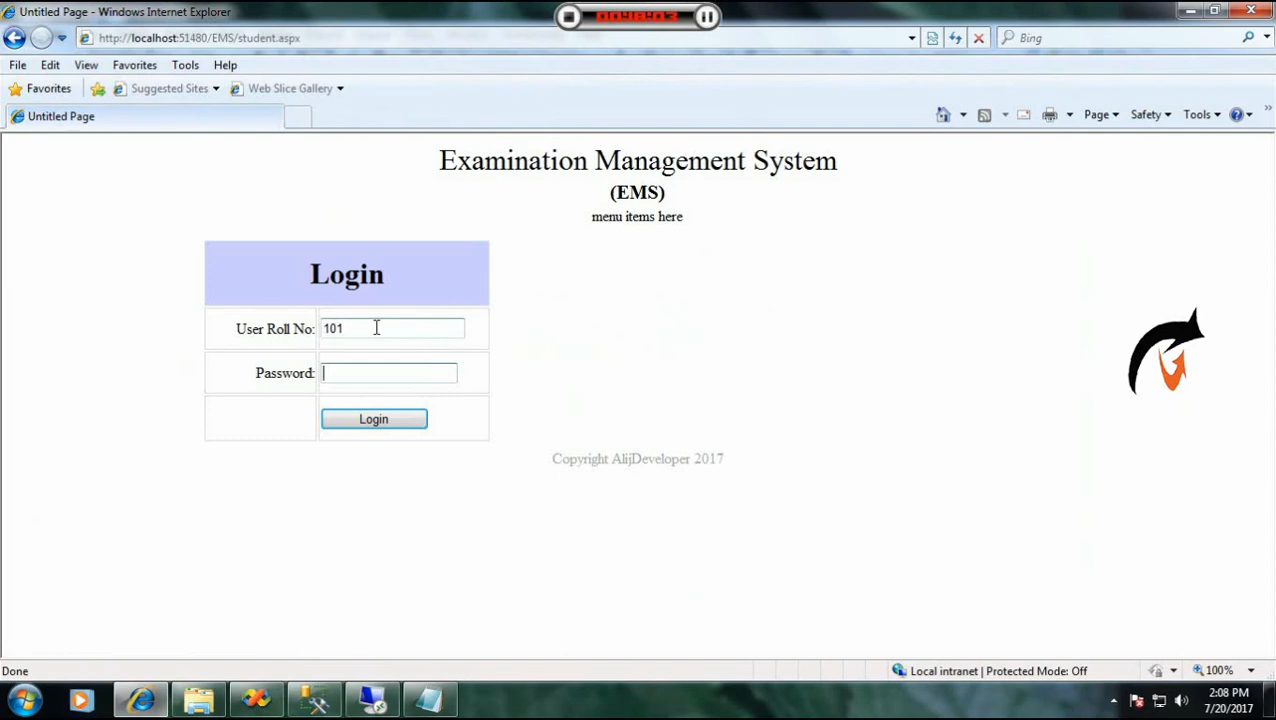 Untitled Page - Windows Internet Explorer
http://localhost:51480/EMS/student.aspx
Bing
File Edit View Favorites Tools Help
Favorites Suggested Sites Web Slice Gallery
Untitled Page
Page Safety Tools
Examination Management System
(EMS)
menu items here
Login
User Roll No: 101
Password:
Login
Copyright AlijDeveloper 2017
Done
Local intranet | Protected Mode: Off
100%
2:08 PM
7/20/2017